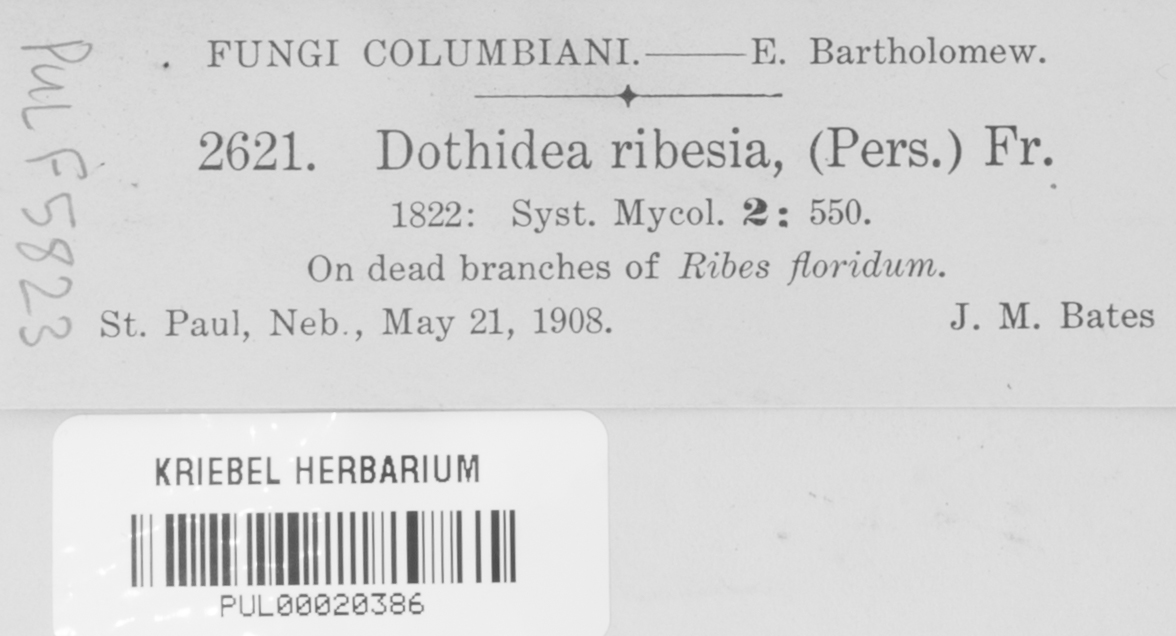 FUNGI COLUMBIANI.——E. Bartholomew.
2621. Dothidea ribesia, (Pers.) Fr.
1822: Syst. Mycol. 2: 550.
On dead branches of Ribes floridum.
St. Paul, Neb., May 21, 1908. J. M. Bates
Pul F5823
KRIEBEL HERBARIUM
PUL00020386